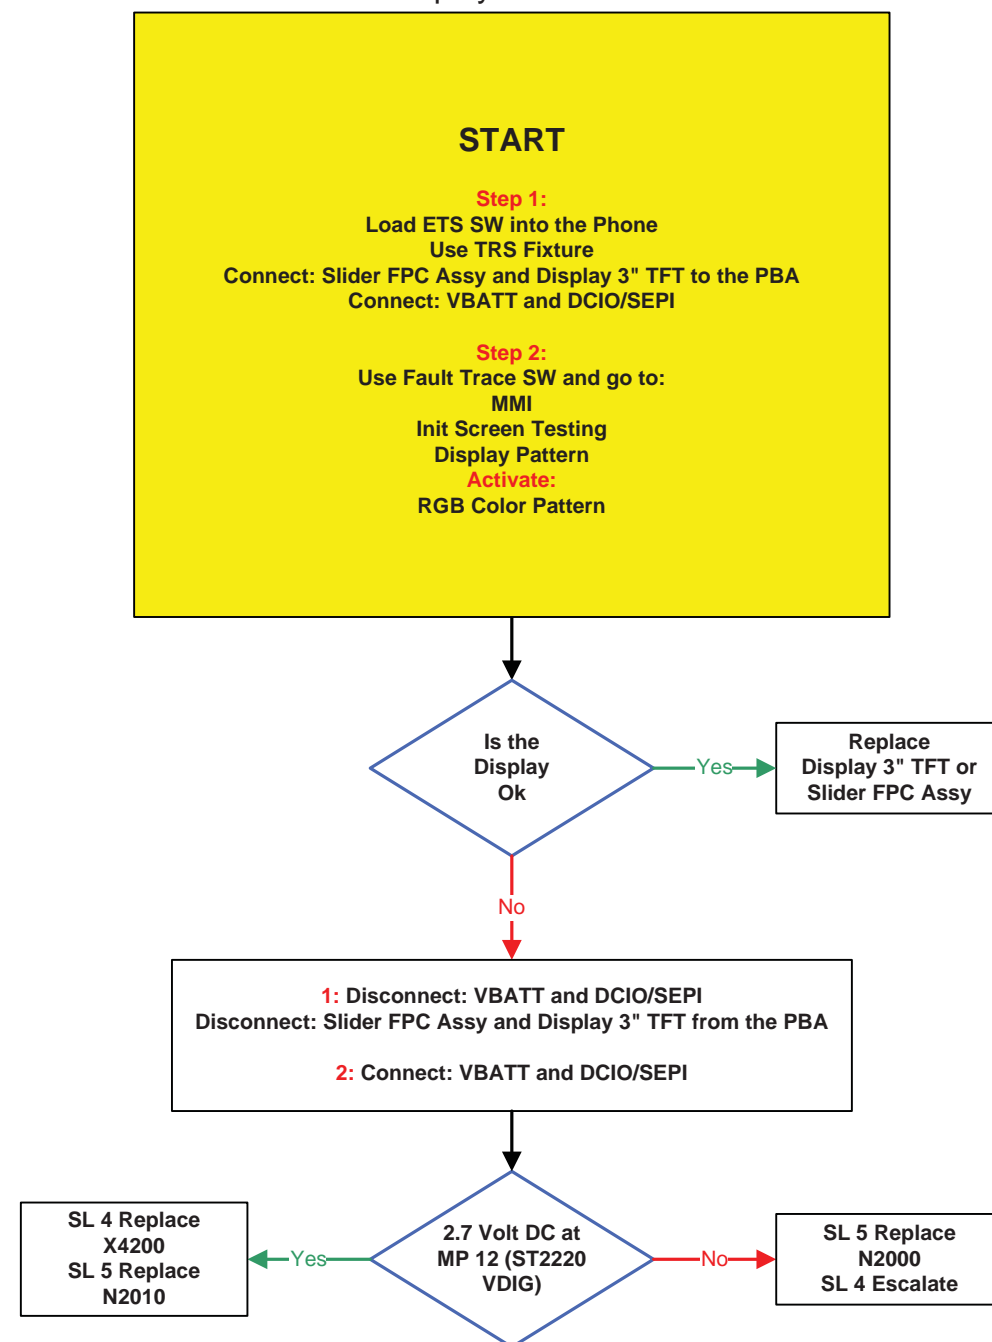 START
Step 1:
Load ETS SW into the Phone
Use TRS Fixture
Connect: Slider FPC Assy and Display 3" TFT to the PBA
Connect: VBATT and DCIO/SEPI
Step 2:
Use Fault Trace SW and go to:
MMI
Init Screen Testing
Display Pattern
Activate:
RGB Color Pattern
Is the
Display
Ok
Yes
Replace
Display 3" TFT or
Slider FPC Assy
No
1: Disconnect: VBATT and DCIO/SEPI
Disconnect: Slider FPC Assy and Display 3" TFT from the PBA
2: Connect: VBATT and DCIO/SEPI
SL 4 Replace
X4200
SL 5 Replace
N2010
Yes
2.7 Volt DC at
MP 12 (ST2220
VDIG)
No
SL 5 Replace
N2000
SL 4 Escalate